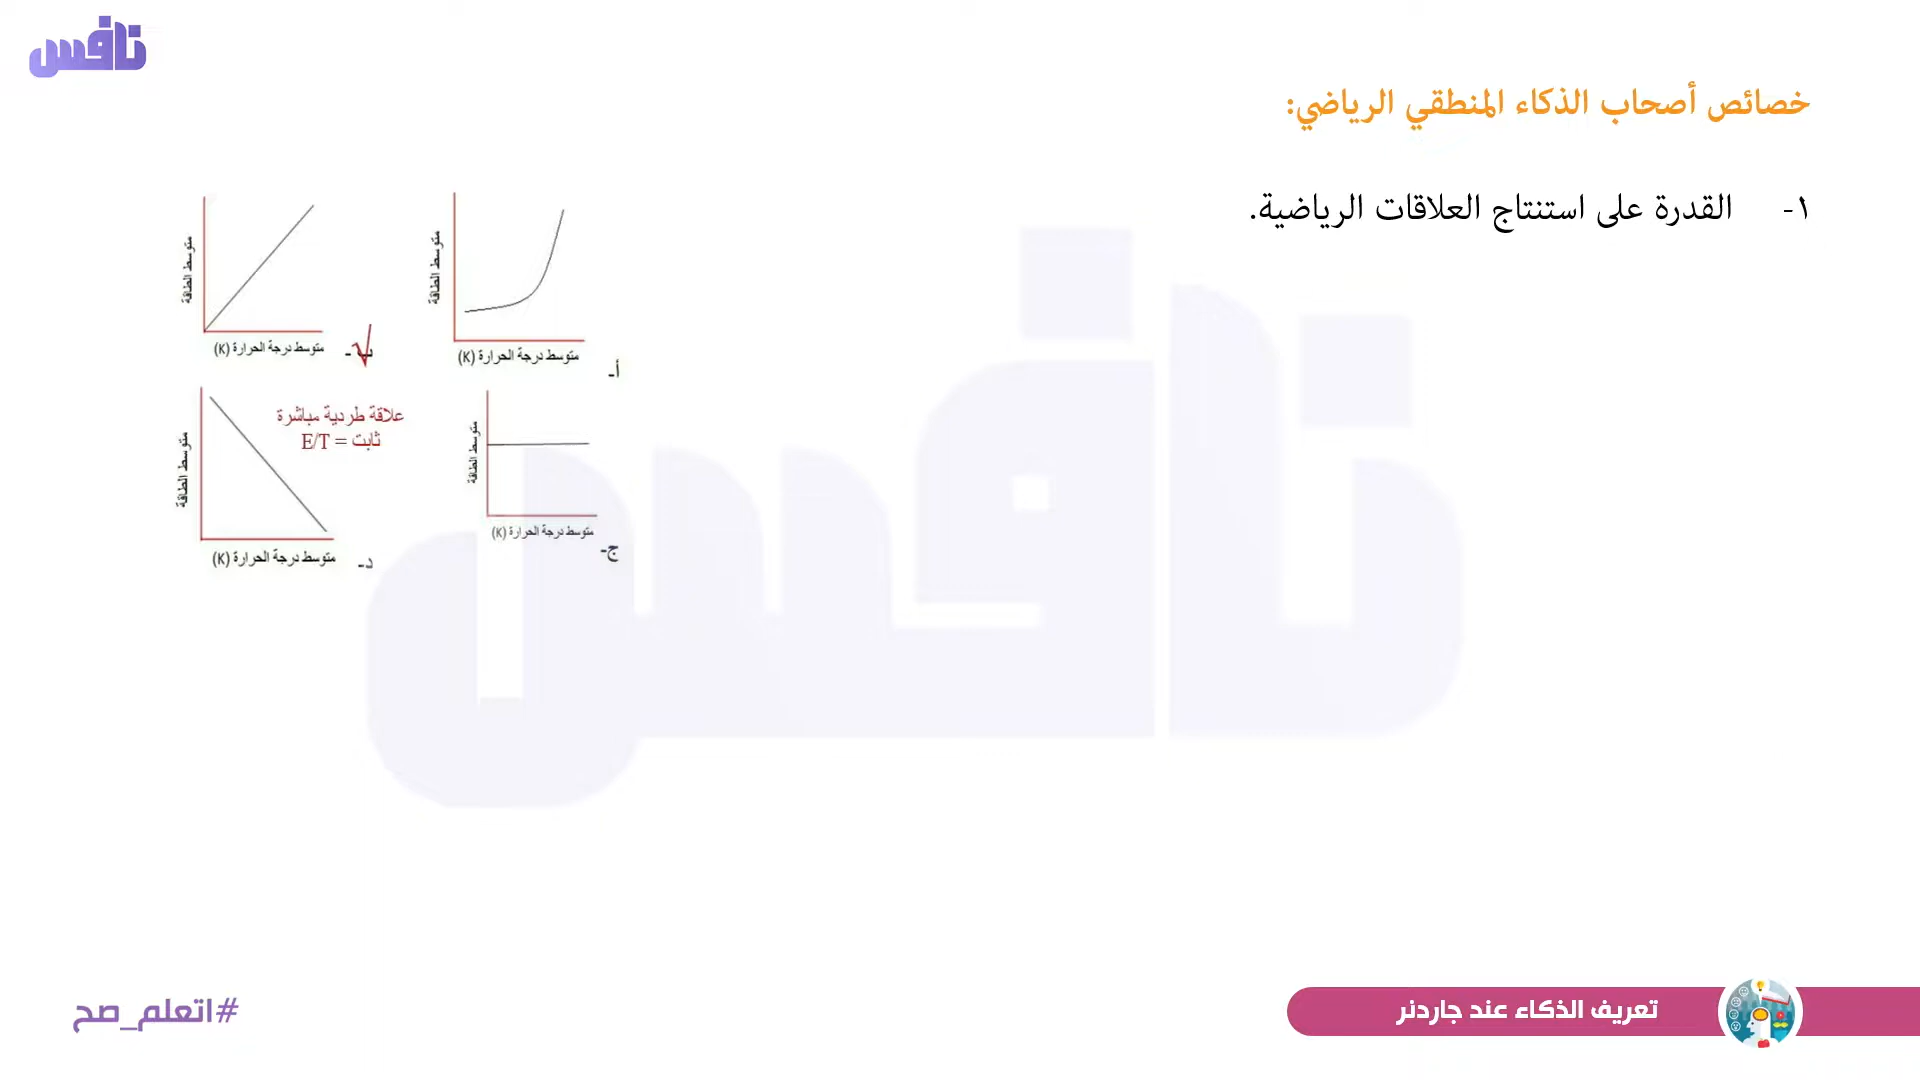 نافس
خصائص أصحاب الذكاء المنطقي الرياضي:
١- القدرة على استنتاج العلاقات الرياضية.
متوسط الطاقة
متوسط درجة الحرارة (K)
أ-
متوسط الطاقة
متوسط درجة الحرارة (K)
ب-
متوسط الطاقة
متوسط درجة الحرارة (K)
ج-
متوسط الطاقة
علاقة طردية مباشرة
ثابت = E/T
متوسط درجة الحرارة (K)
د-
نافس
تعريف الذكاء عند جاردنر
#اتعلم_صح